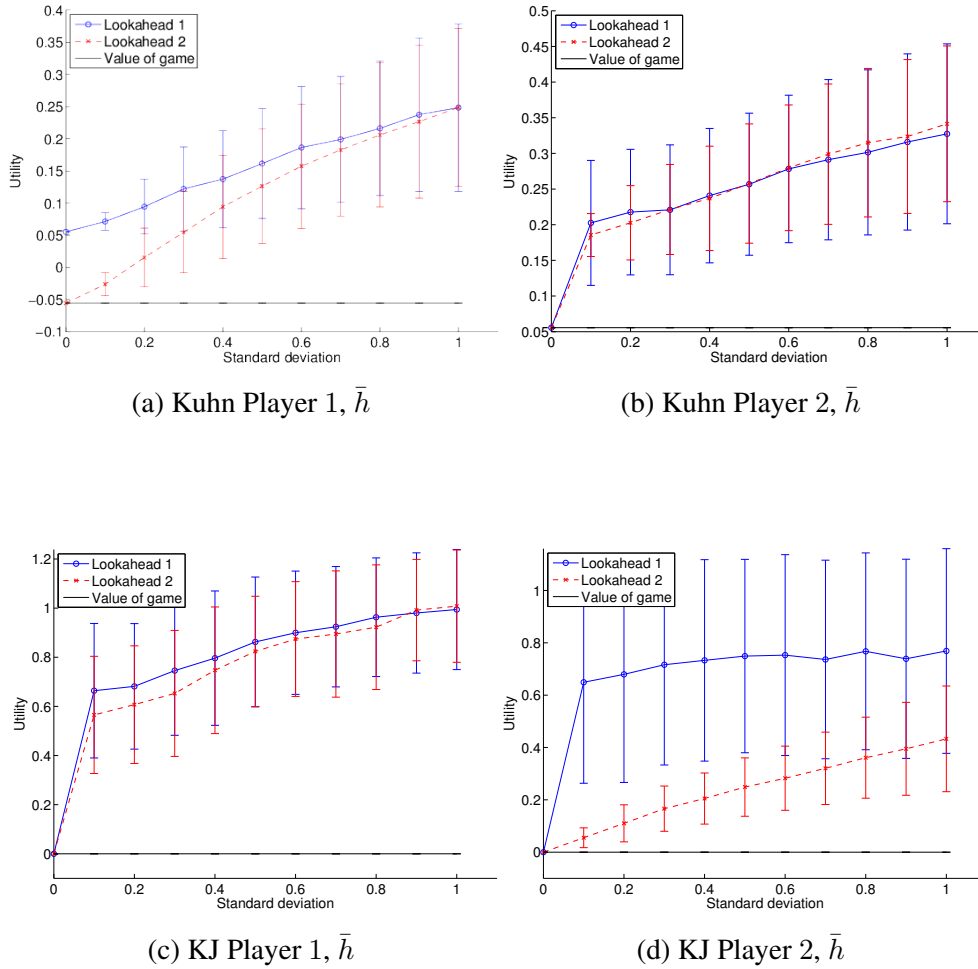 0.4
0.35
0.3
0.25
0.2
0.15
0.1
0.05
0
−0.05
−0.1
Utility
Lookahead 1
Lookahead 2
Value of game
0 0.2 0.4 0.6 0.8 1
Standard deviation
(a) Kuhn Player 1, h̄
0.45
0.4
0.35
0.3
0.25
0.2
0.15
0.1
0.05
Utility
Lookahead 1
Lookahead 2
Value of game
0 0.2 0.4 0.6 0.8 1
Standard deviation
(b) Kuhn Player 2, h̄
1.2
1
0.8
0.6
0.4
0.2
0
Utility
Lookahead 1
Lookahead 2
Value of game
0 0.2 0.4 0.6 0.8 1
Standard deviation
(c) KJ Player 1, h̄
1
0.8
0.6
0.4
0.2
0
Utility
Lookahead 1
Lookahead 2
Value of game
0 0.2 0.4 0.6 0.8 1
Standard deviation
(d) KJ Player 2, h̄